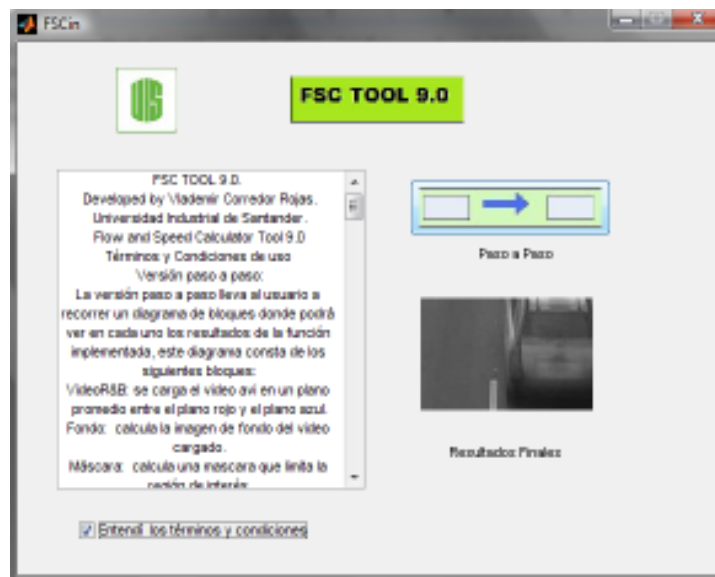 FSCin
UIS
FSC TOOL 9.0
FSC TOOL 9.0.
Developed by Vlademir Corredor Rojas.
Universidad Industrial de Santander.
Flow and Speed Calculator Tool 9.0
Términos y Condiciones de uso
Versión paso a paso:
La versión paso a paso lleva al usuario a
recorrer un diagrama de bloques donde podrá
ver en cada uno los resultados de la función
implementada, este diagrama consta de los
siguientes bloques:
VideoR&B: se carga el video avi en un plano
promedio entre el plano rojo y el plano azul.
Fondo: calcula la imagen de fondo del video
cargado.
Máscara: calcula una mascara que limita la
región de interés.
Paso a Paso
Resultados Finales
Entendí los términos y condiciones